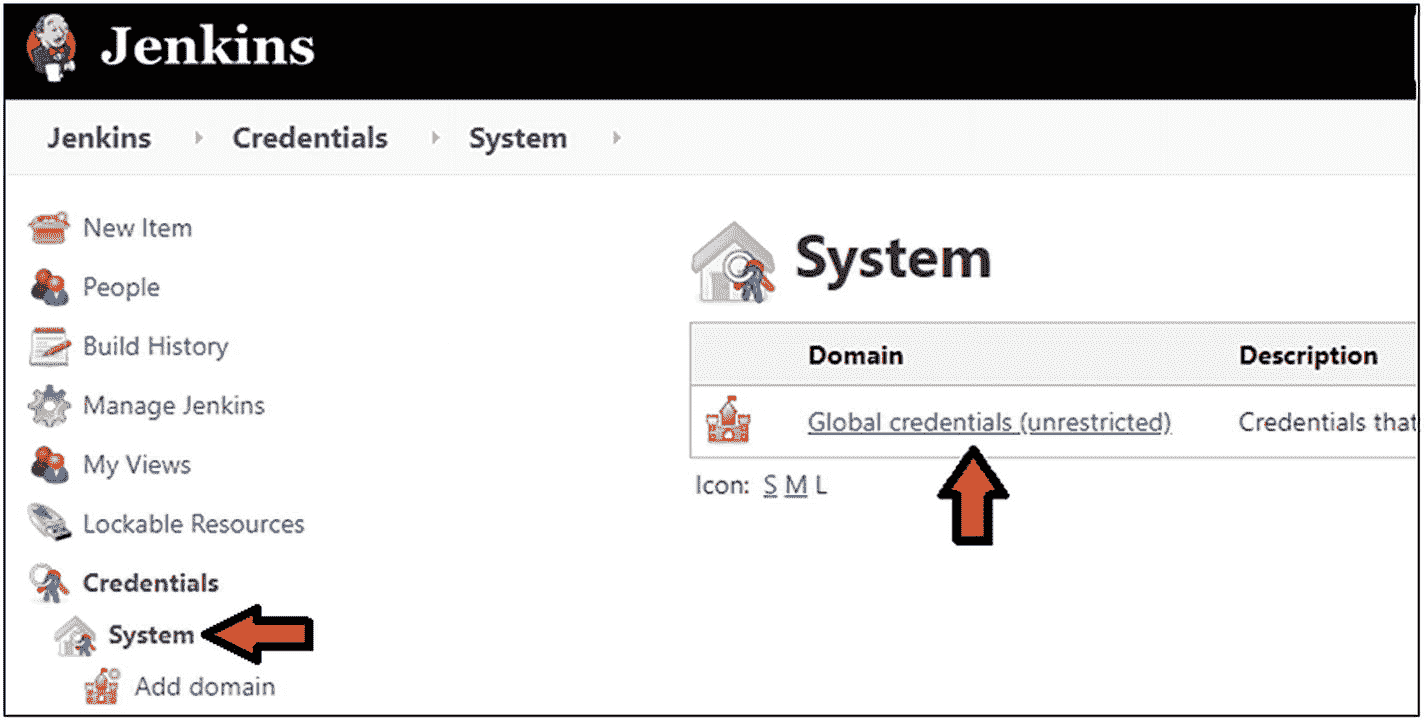 Jenkins
Jenkins Credentials System
New Item
People
Build History
Manage Jenkins
My Views
Lockable Resources
Credentials
System
Add domain
System
Domain Description
Global credentials (unrestricted) Credentials that
Icon: S M L